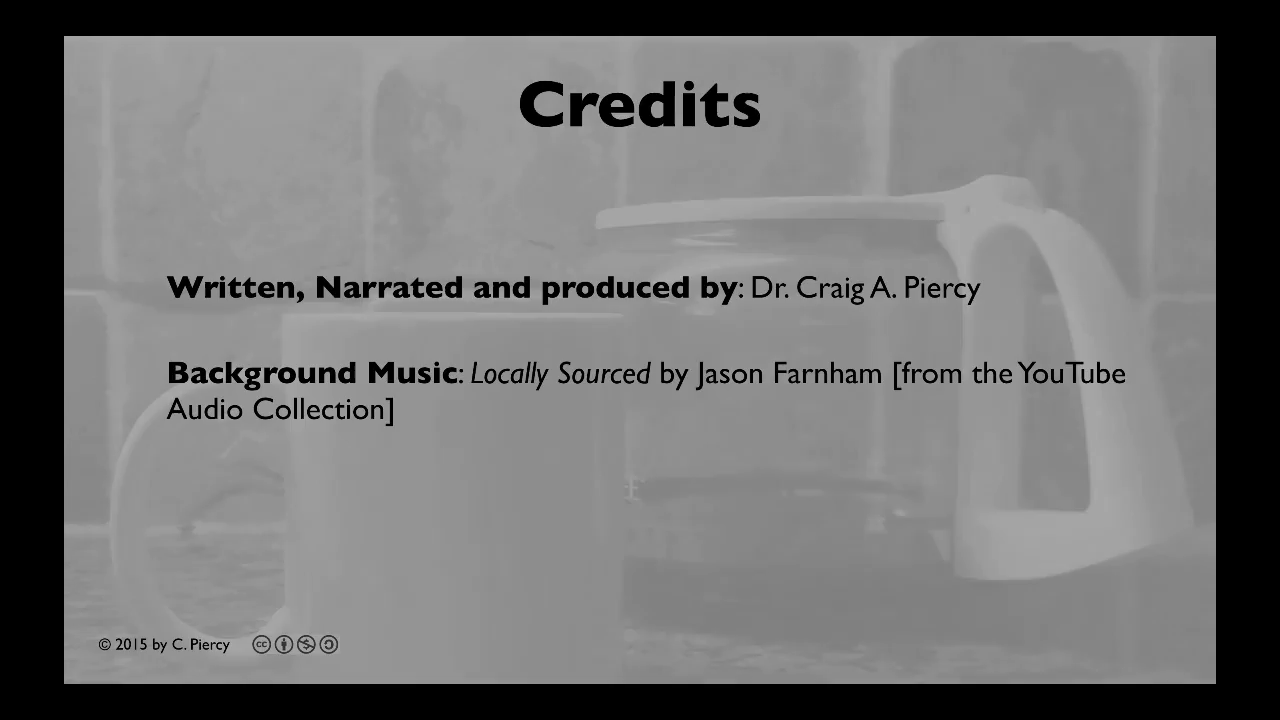 Credits
Written, Narrated and produced by: Dr. Craig A. Piercy
Background Music: Locally Sourced by Jason Farnham [from the YouTube
Audio Collection]
© 2015 by C. Piercy